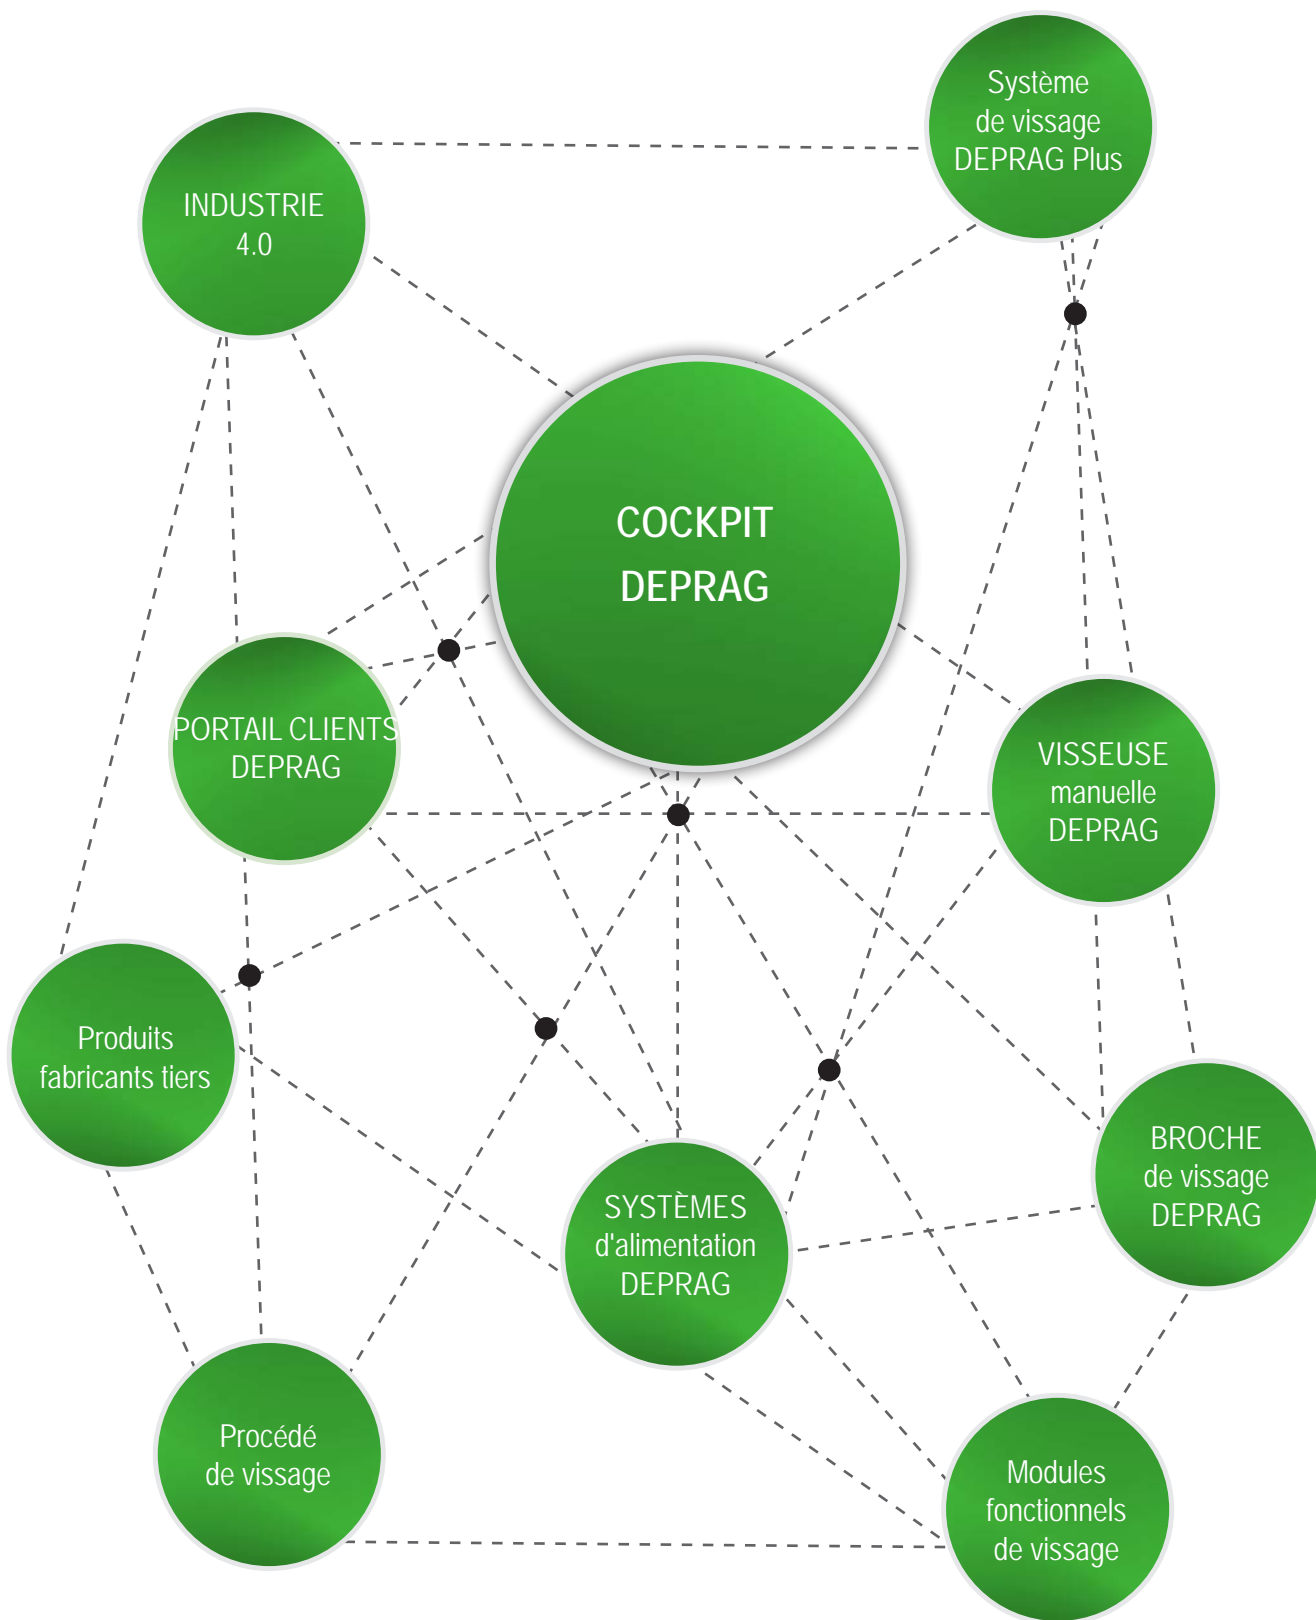 Système
de vissage
DEPRAG Plus
INDUSTRIE
4.0
COCKPIT
DEPRAG
PORTAIL CLIENTS
DEPRAG
VISSEUSE
manuelle
DEPRAG
Produits
fabricants tiers
BROCHE
de vissage
DEPRAG
SYSTÈMES
d'alimentation
DEPRAG
Procédé
de vissage
Modules
fonctionnels
de vissage